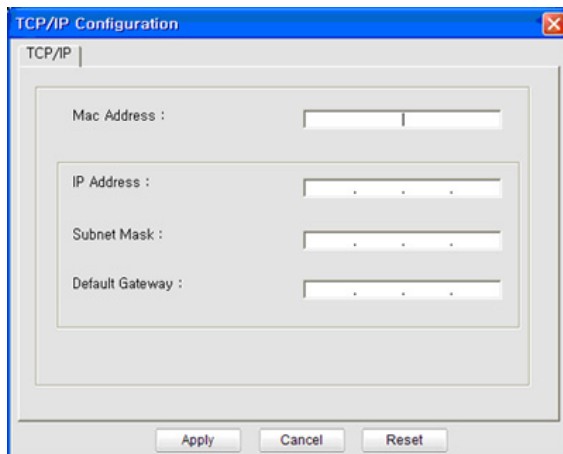 TCP/IP Configuration
TCP/IP
Mac Address :
IP Address :
. . .
Subnet Mask :
. . .
Default Gateway :
. . .
Apply Cancel Reset